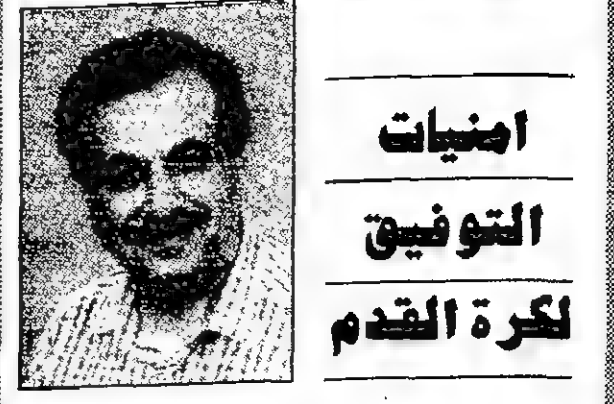 امنيات
التوفيق
لكرة القدم